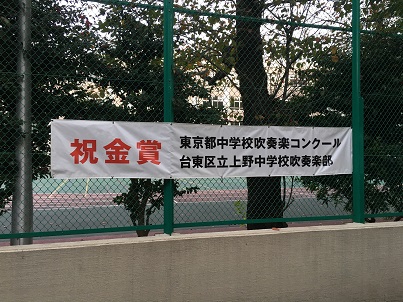 祝金賞
東京都中学校吹奏楽コンクール
台東区立上野中学校吹奏楽部